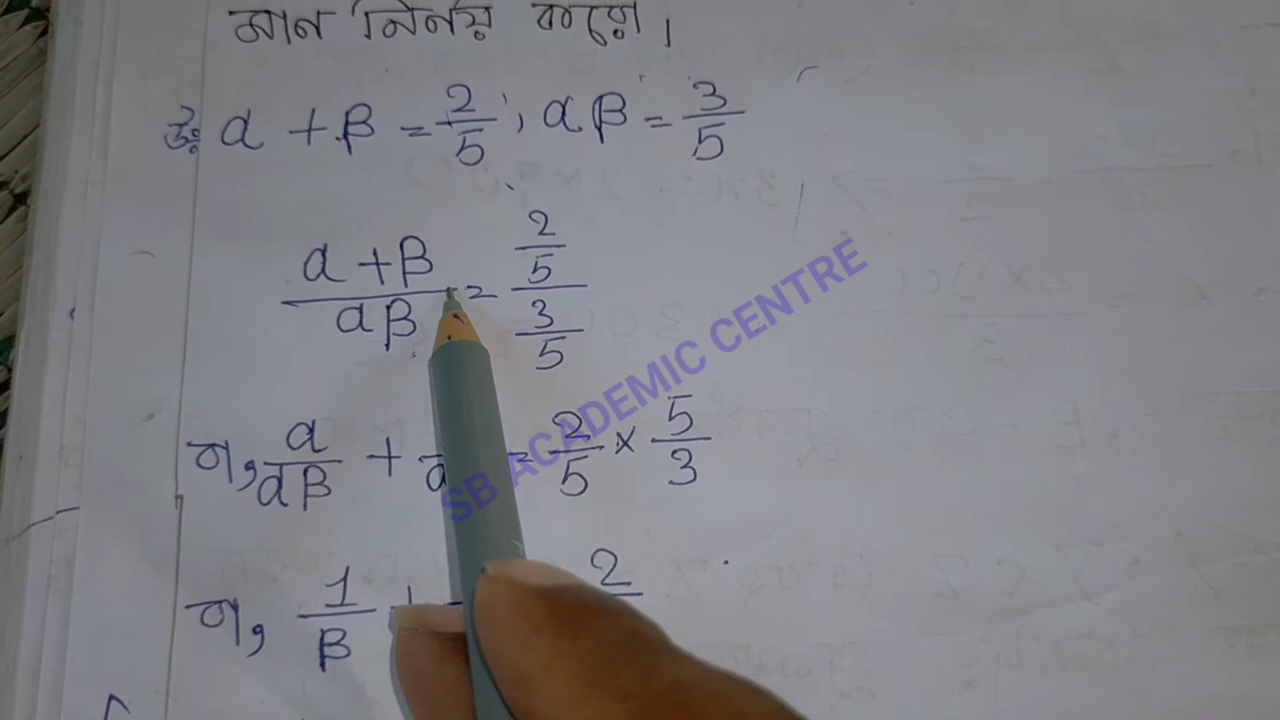 মান নির্নয় করো।
উঃ α + β = 2/5, αβ = 3/5
α + β / αβ = 2/5 / 3/5
বা, α/αβ + = 2/5 × 5/3
বা, 1/β + 2
SB ACADEMIC CENTRE